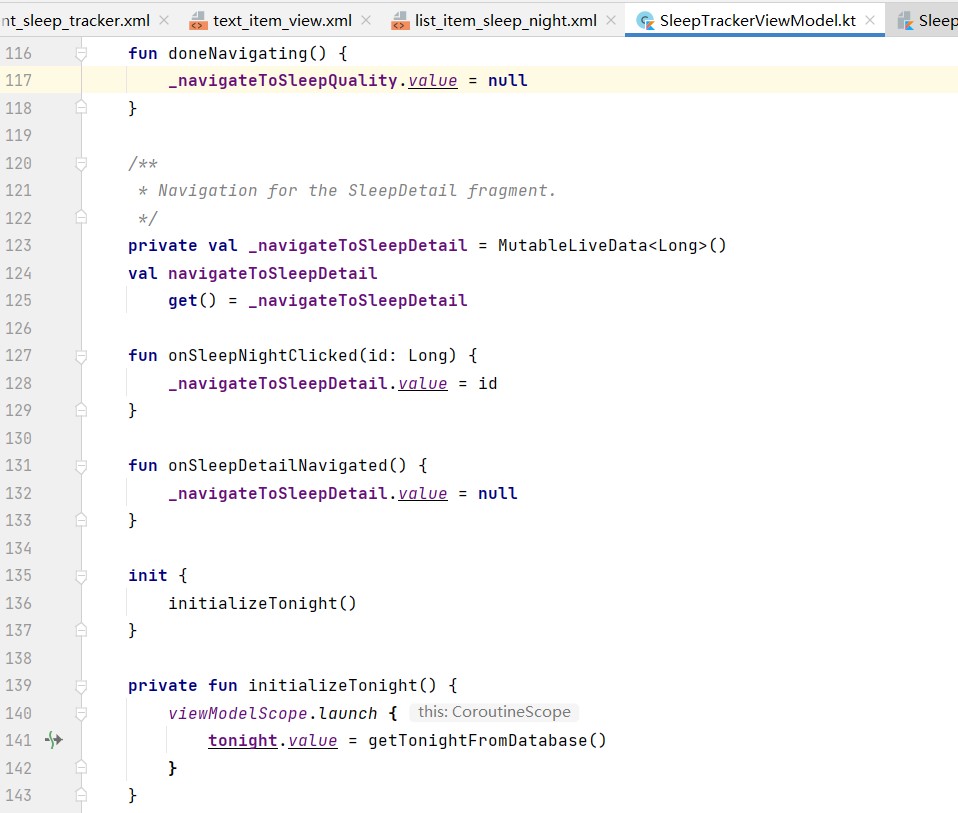 nt_sleep_tracker.xml × text_item_view.xml × list_item_sleep_night.xml × SleepTrackerViewModel.kt × Sleep
116 fun doneNavigating() {
117 _navigateToSleepQuality.value = null
118 }
119
120 /**
121 * Navigation for the SleepDetail fragment.
122 */
123 private val _navigateToSleepDetail = MutableLiveData<Long>()
124 val navigateToSleepDetail
125 get() = _navigateToSleepDetail
126
127 fun onSleepNightClicked(id: Long) {
128 _navigateToSleepDetail.value = id
129 }
130
131 fun onSleepDetailNavigated() {
132 _navigateToSleepDetail.value = null
133 }
134
135 init {
136 initializeTonight()
137 }
138
139 private fun initializeTonight() {
140 viewModelScope.launch { this: CoroutineScope
141 tonight.value = getTonightFromDatabase()
142 }
143 }